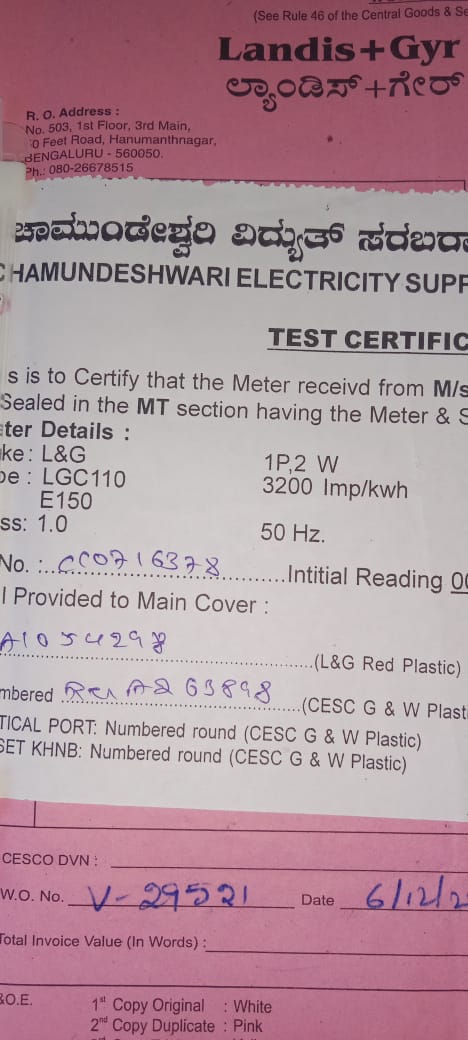 (See Rule 46 of the Central Goods & Se
Landis+Gyr
ಲ್ಯಾಂಡಿಸ್+ಗೇರ್
R. O. Address :
No. 503, 1st Floor, 3rd Main,
0 Feet Road, Hanumanthnagar,
BENGALURU - 560050.
Ph.: 080-26678515
ಚಾಮುಂಡೇಶ್ವರಿ ವಿದ್ಯುತ್ ಸರಬರಾ
CHAMUNDESHWARI ELECTRICITY SUPP
TEST CERTIFIC
s is to Certify that the Meter receivd from M/s
Sealed in the MT section having the Meter & S
ter Details :
ke : L&G 1P,2 W
pe : LGC110 3200 Imp/kwh
E150
ss: 1.0 50 Hz.
No. : CC0716378 Intitial Reading 00
l Provided to Main Cover :
A1054298 (L&G Red Plastic)
mbered A263898 (CESC G & W Plast
TICAL PORT: Numbered round (CESC G & W Plastic)
SET KHNB: Numbered round (CESC G & W Plastic)
CESCO DVN :
W.O. No. V-29521 Date 6/12/2
Total Invoice Value (In Words) :
&O.E. 1st Copy Original : White
2nd Copy Duplicate : Pink